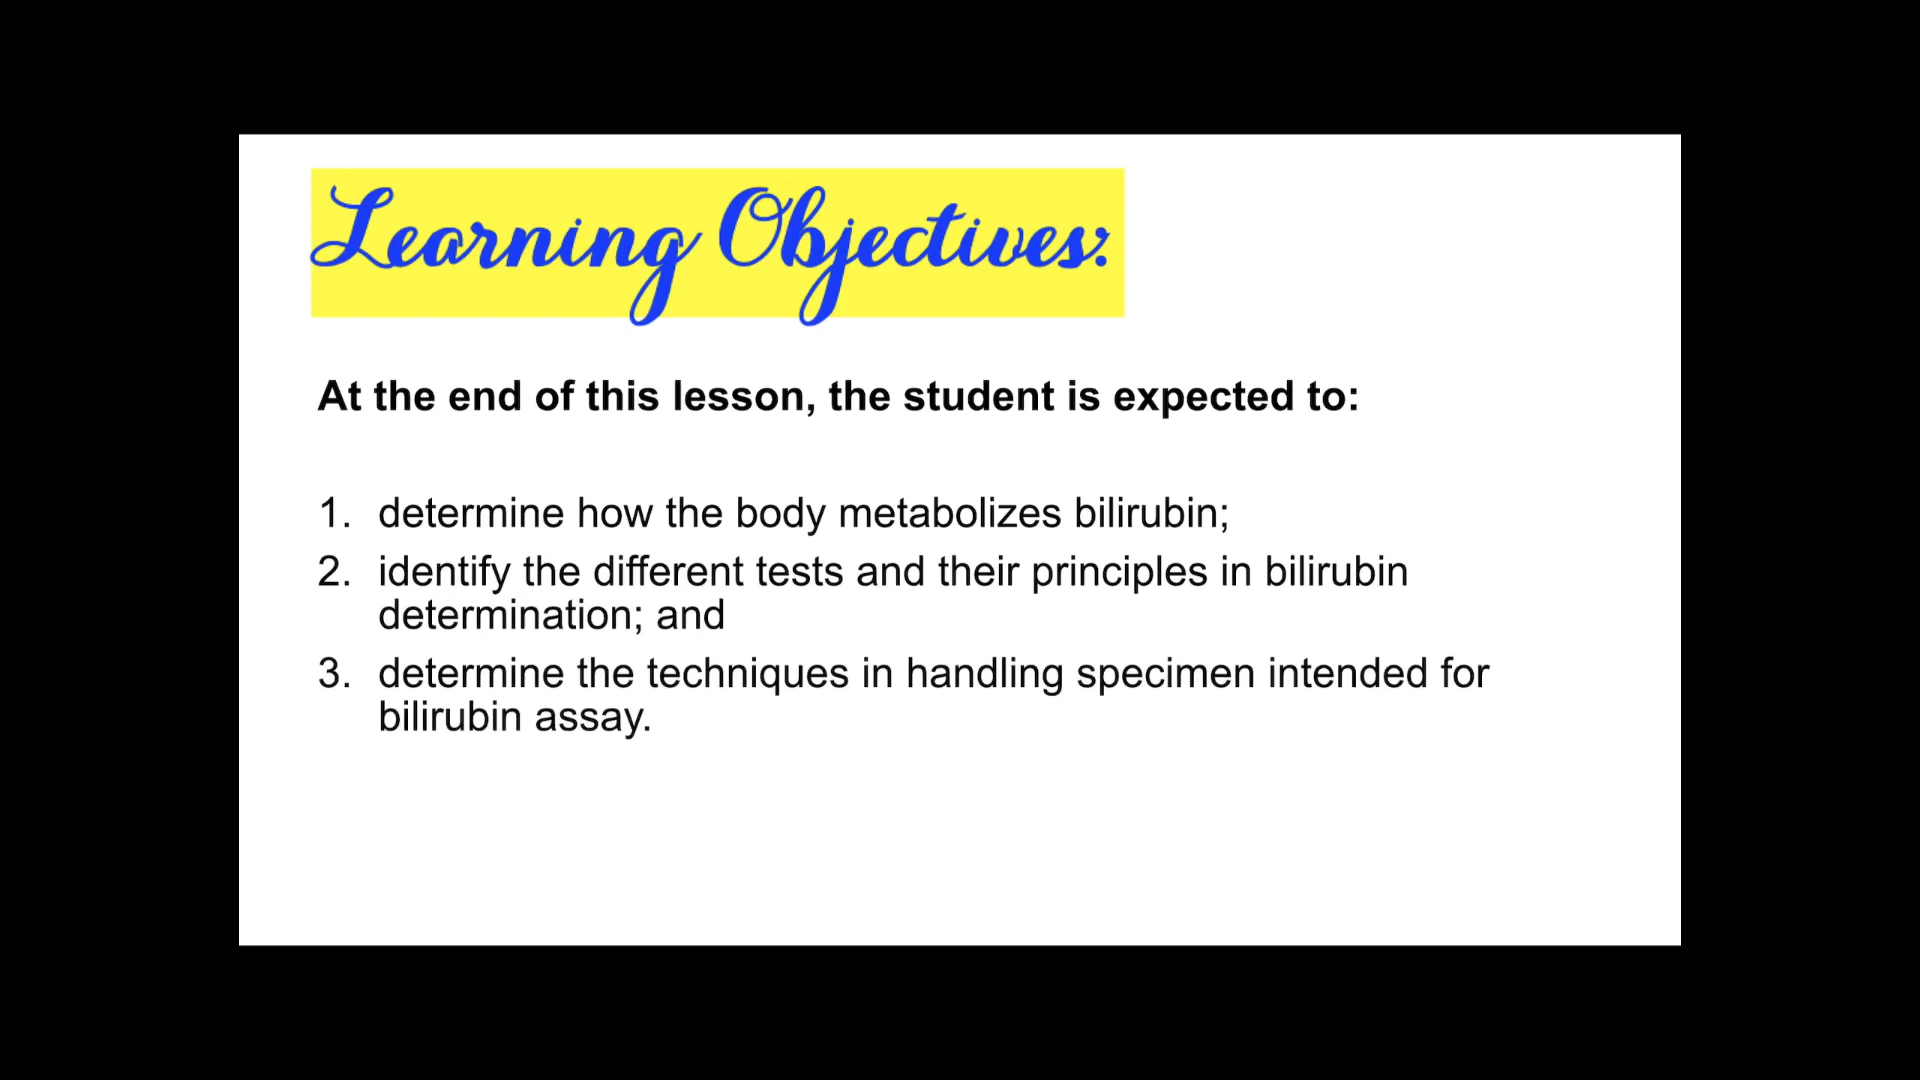 Learning Objectives:
At the end of this lesson, the student is expected to:
1. determine how the body metabolizes bilirubin;
2. identify the different tests and their principles in bilirubin
determination; and
3. determine the techniques in handling specimen intended for
bilirubin assay.